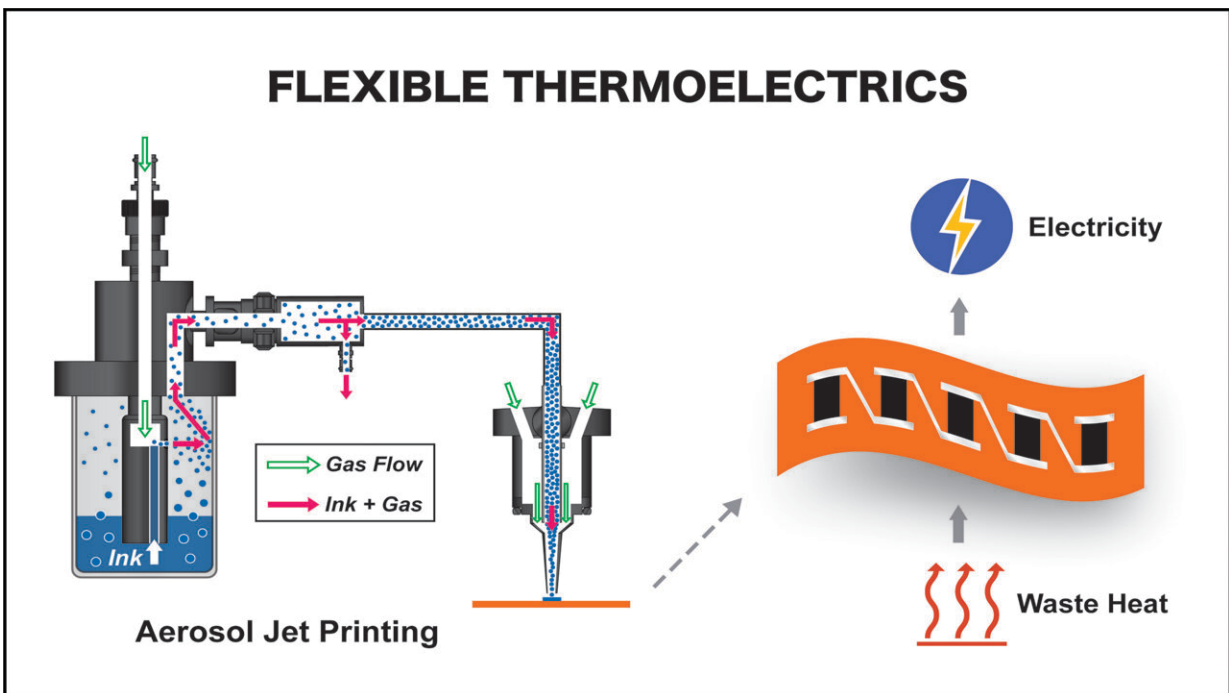 FLEXIBLE THERMOELECTRICS
Electricity
Gas Flow
Ink + Gas
Ink
Waste Heat
Aerosol Jet Printing